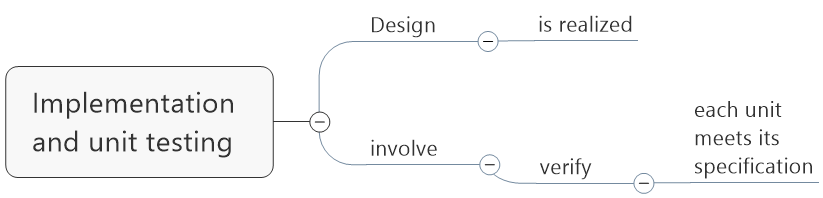 Implementation
and unit testing
Design
is realized
involve
verify
each unit
meets its
specification